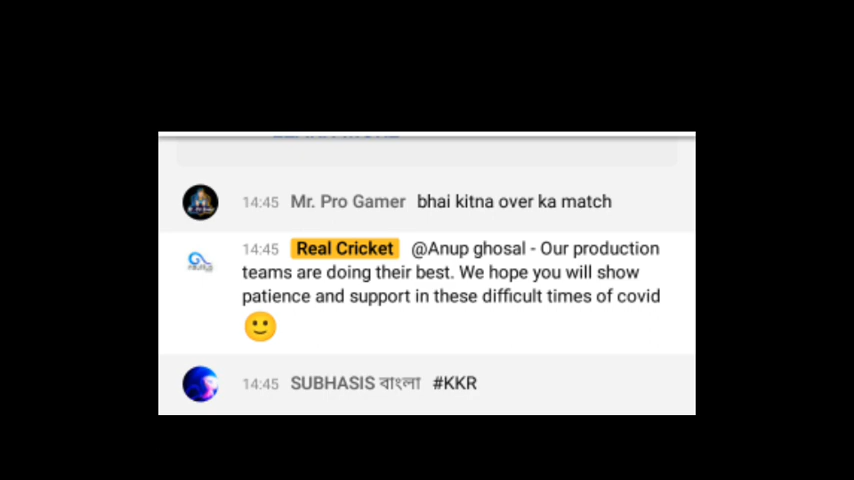 14:45 Mr. Pro Gamer bhai kitna over ka match
14:45 Real Cricket @Anup ghosal - Our production
teams are doing their best. We hope you will show
patience and support in these difficult times of covid
🙂
14:45 SUBHASIS বাংলা #KKR